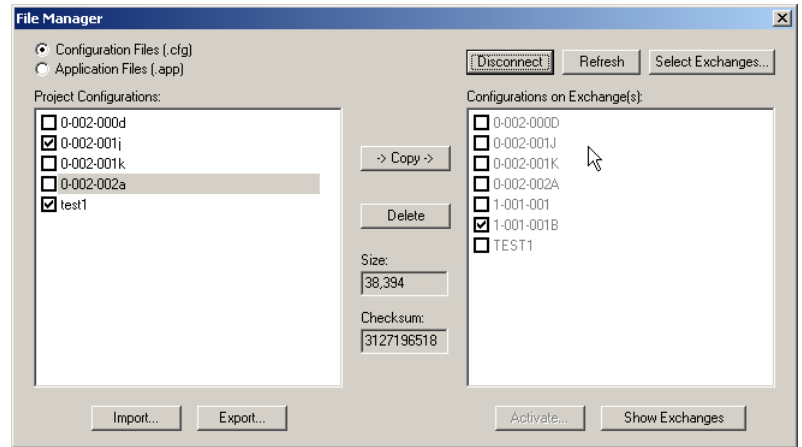 File Manager
Configuration Files (.cfg)
Application Files (.app)
Disconnect
Refresh
Select Exchanges...
Project Configurations:
0-002-000d
0-002-001j
0-002-001k
0-002-002a
test1
-> Copy ->
Delete
Size:
38,394
Checksum:
3127196518
Configurations on Exchange(s):
0-002-000D
0-002-001J
0-002-001K
0-002-002A
1-001-001
1-001-001B
TEST1
Import...
Export...
Activate...
Show Exchanges